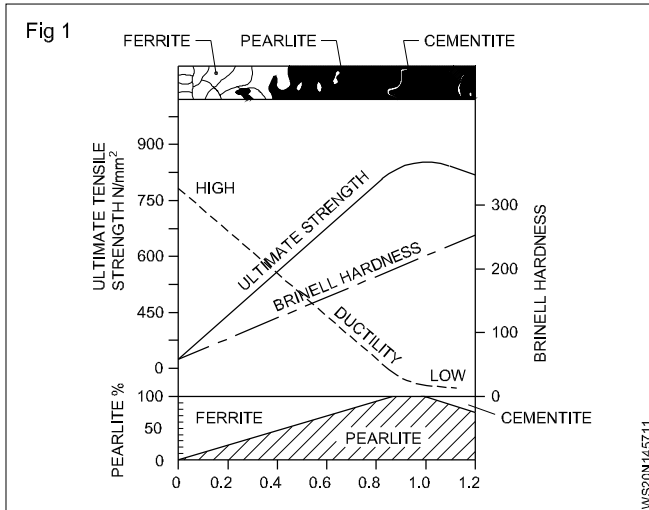 Fig 1
FERRITE
PEARLITE
CEMENTITE
ULTIMATE TENSILE
STRENGTH N/mm²
900
750
600
450
0
HIGH
ULTIMATE STRENGTH
BRINELL HARDNESS
DUCTILITY
LOW
300
200
100
0
BRINELL HARDNESS
PEARLITE %
100
50
0
FERRITE
PEARLITE
CEMENTITE
0
0.2
0.4
0.6
0.8
1.0
1.2
WS20N145711